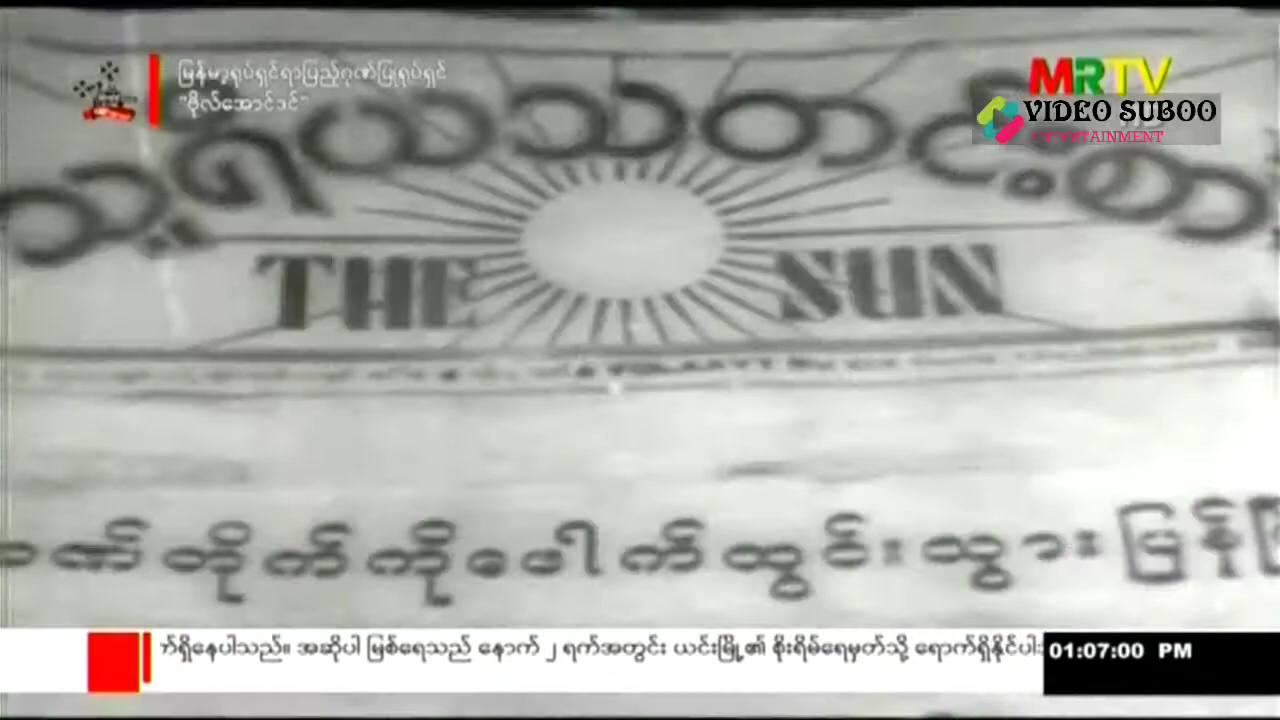 မြန်မာ့ရုပ်ရှင်ရာပြည့်ဂုဏ်ပြုရုပ်ရှင်
"ဗိုလ်အောင်ဒင်"
MRTV
VIDEO SUBOO
ENTERTAINMENT
သူရိယသတင်းစာ
THE SUN
တိုက်ကိုဖေါက်ထွင်းသွား
က်ရှိနေပါသည်။ အဆိုပါ မြစ်ရေသည် နောက် ၂ ရက်အတွင်း ယင်းမြို့၏ စိုးရိမ်ရေမှတ်သို့ ရောက်ရှိနိုင်ပါ
01:07:00 PM